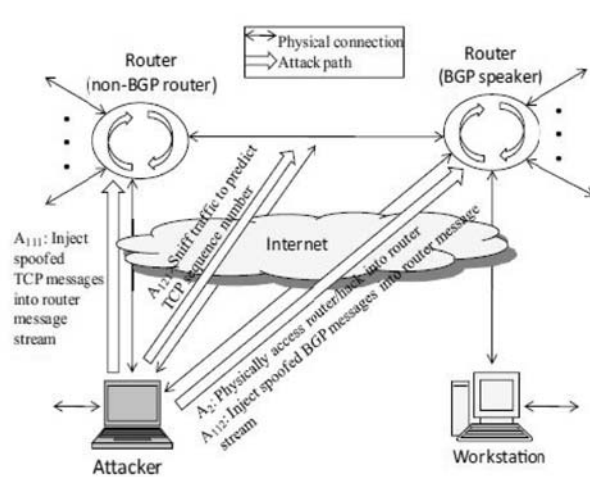 Physical connection
Attack path
Router
(non-BGP router)
Router
(BGP speaker)
A111: Inject
spoofed
TCP messages
into router
message
stream
A121: Sniff traffic to predict
TCP sequence number
Internet
A2: Physically access router/hack into router
A112: Inject spoofed BGP messages into router message
stream
Attacker
Workstation